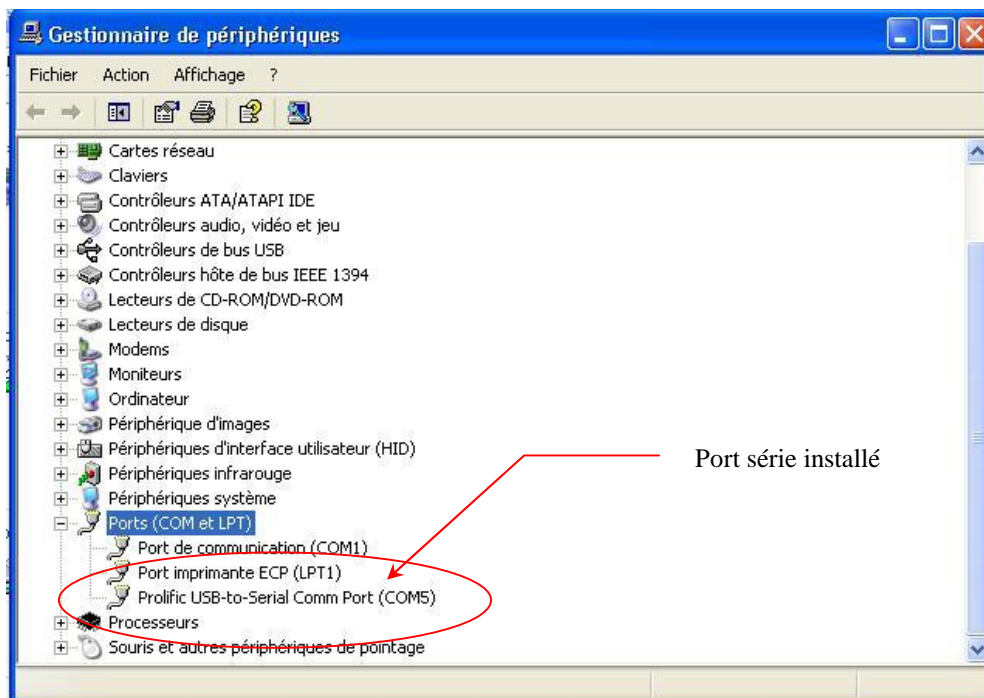 Gestionnaire de périphériques
Fichier Action Affichage ?
Cartes réseau
Claviers
Contrôleurs ATA/ATAPI IDE
Contrôleurs audio, vidéo et jeu
Contrôleurs de bus USB
Contrôleurs hôte de bus IEEE 1394
Lecteurs de CD-ROM/DVD-ROM
Lecteurs de disque
Modems
Moniteurs
Ordinateur
Périphérique d'images
Périphériques d'interface utilisateur (HID)
Port série installé
Périphériques infrarouge
Périphériques système
Ports (COM et LPT)
Port de communication (COM1)
Port imprimante ECP (LPT1)
Prolific USB-to-Serial Comm Port (COM5)
Processeurs
Souris et autres périphériques de pointage